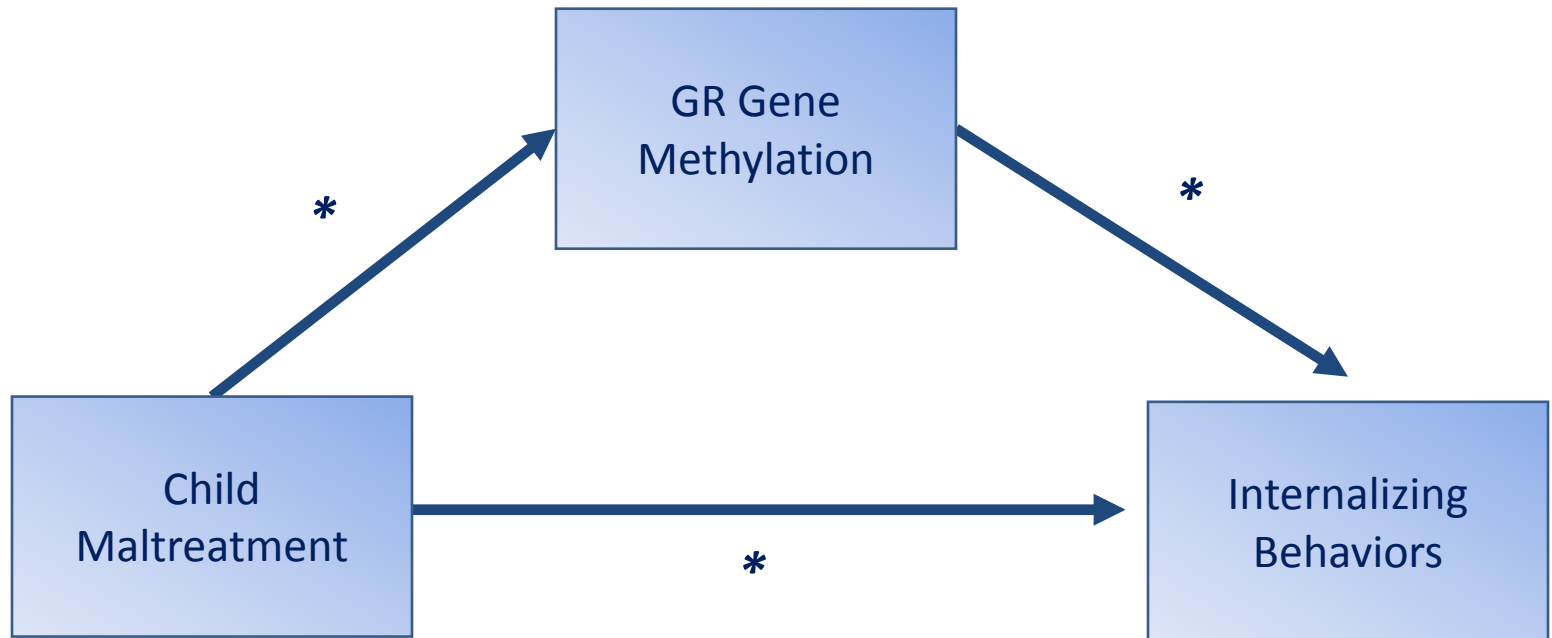 GR Gene
Methylation
*
*
Child
Maltreatment
Internalizing
Behaviors
*